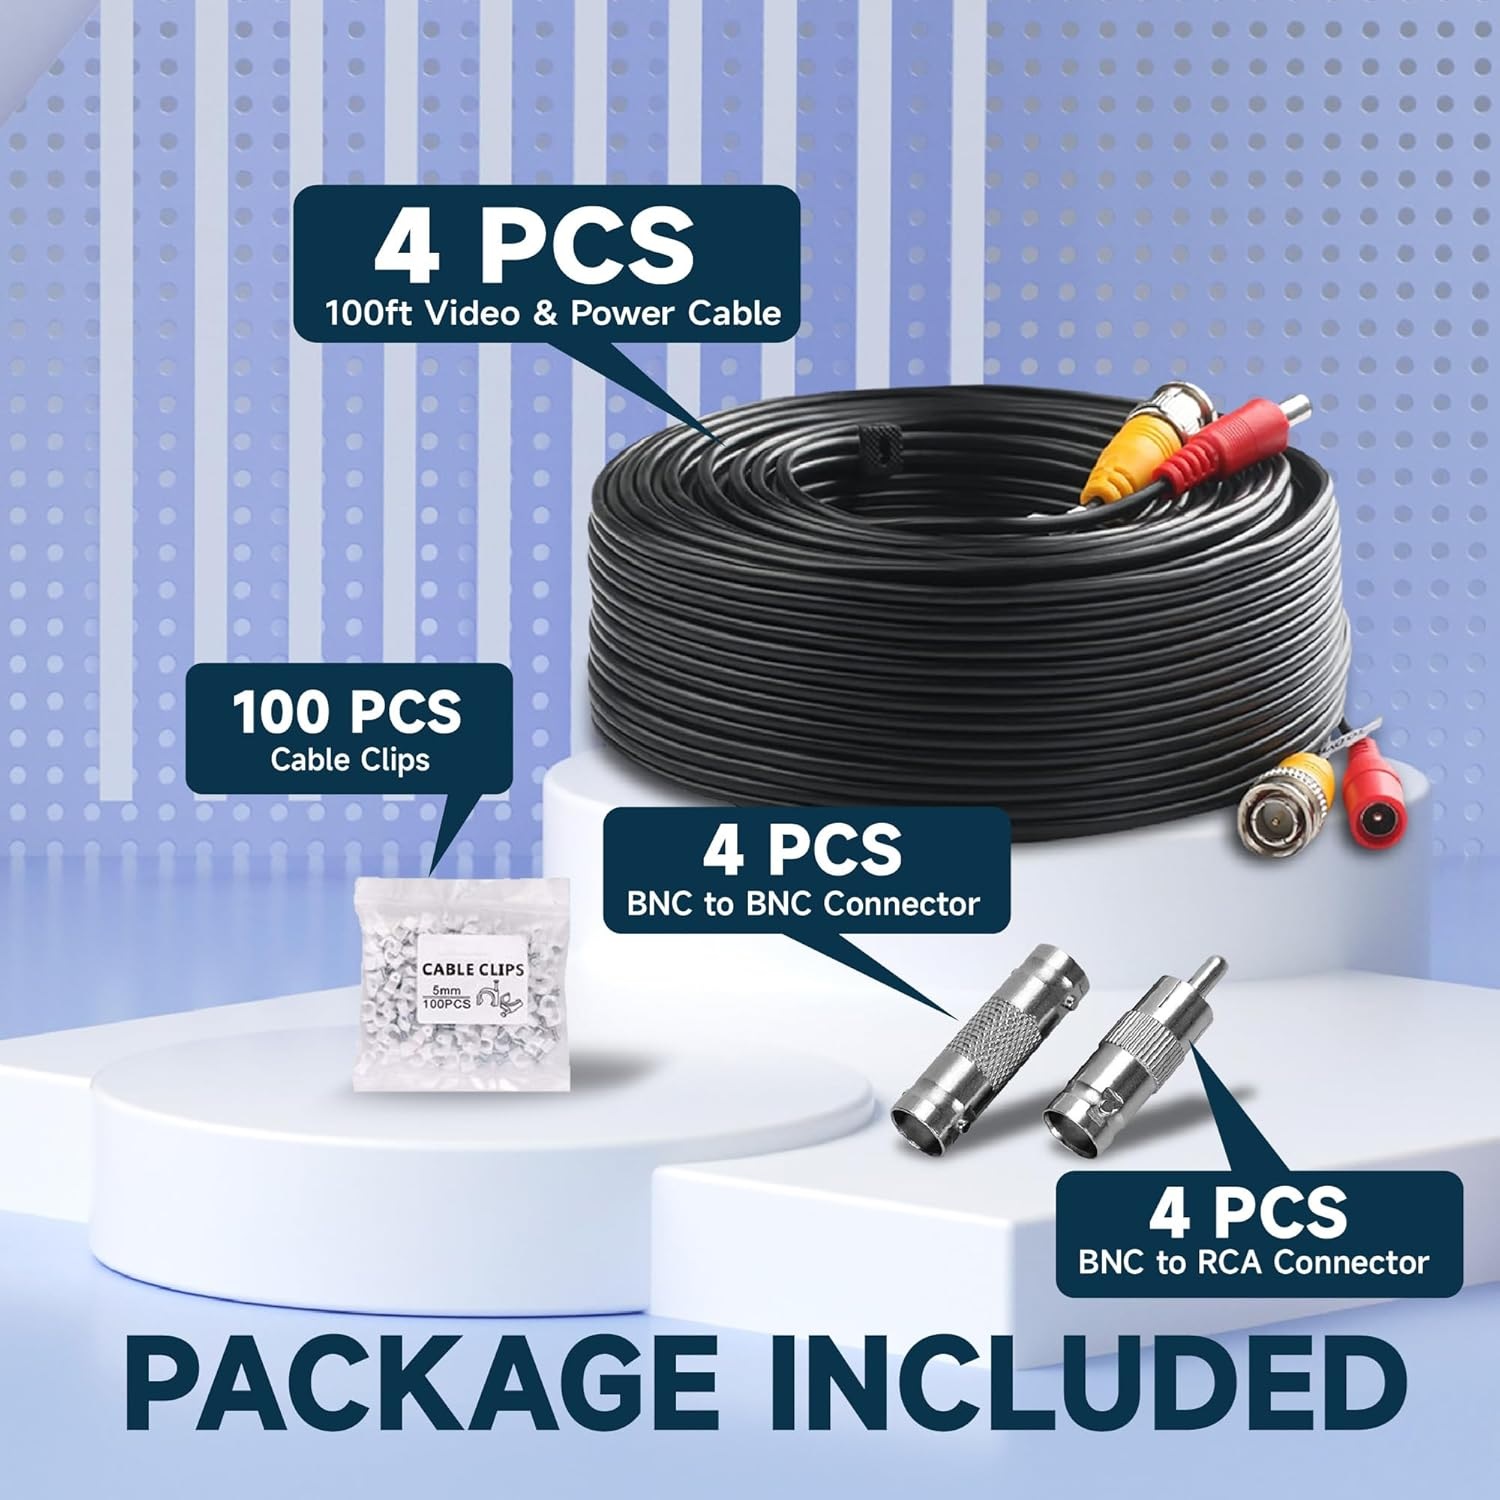 4 PCS
100ft Video & Power Cable
100 PCS
Cable Clips
4 PCS
BNC to BNC Connector
CABLE CLIPS
5mm
100PCS
4 PCS
BNC to RCA Connector
PACKAGE INCLUDED